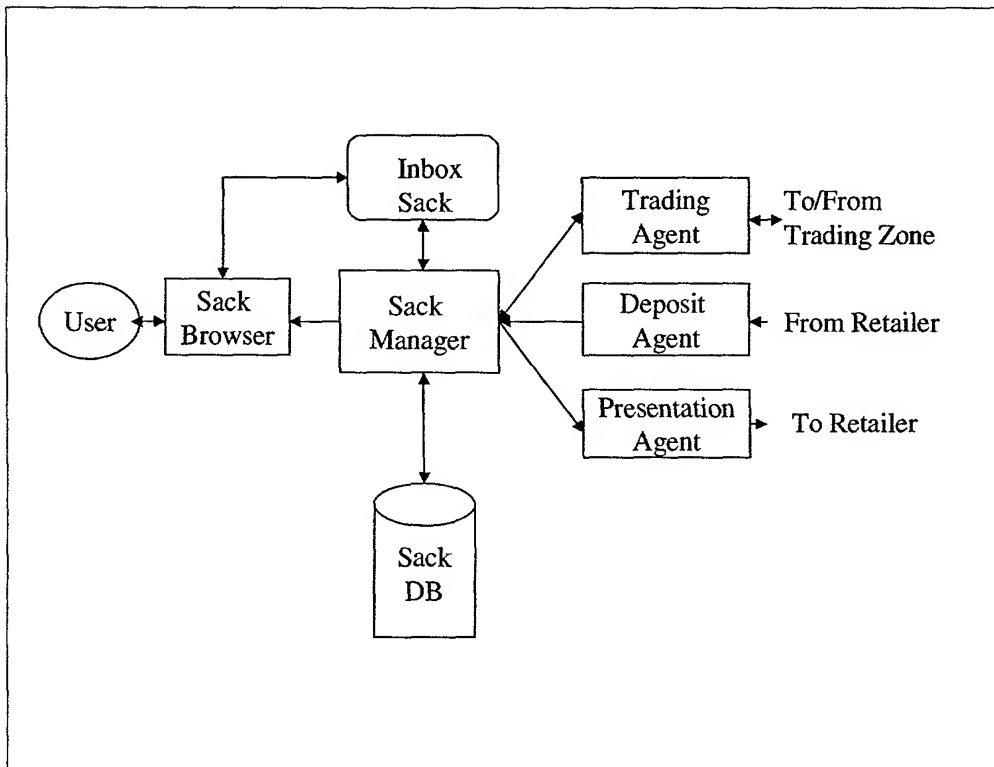 Inbox
Sack
Trading
Agent
To/From
Trading Zone
User
Sack
Browser
Sack
Manager
Deposit
Agent
From Retailer
Presentation
Agent
To Retailer
Sack
DB